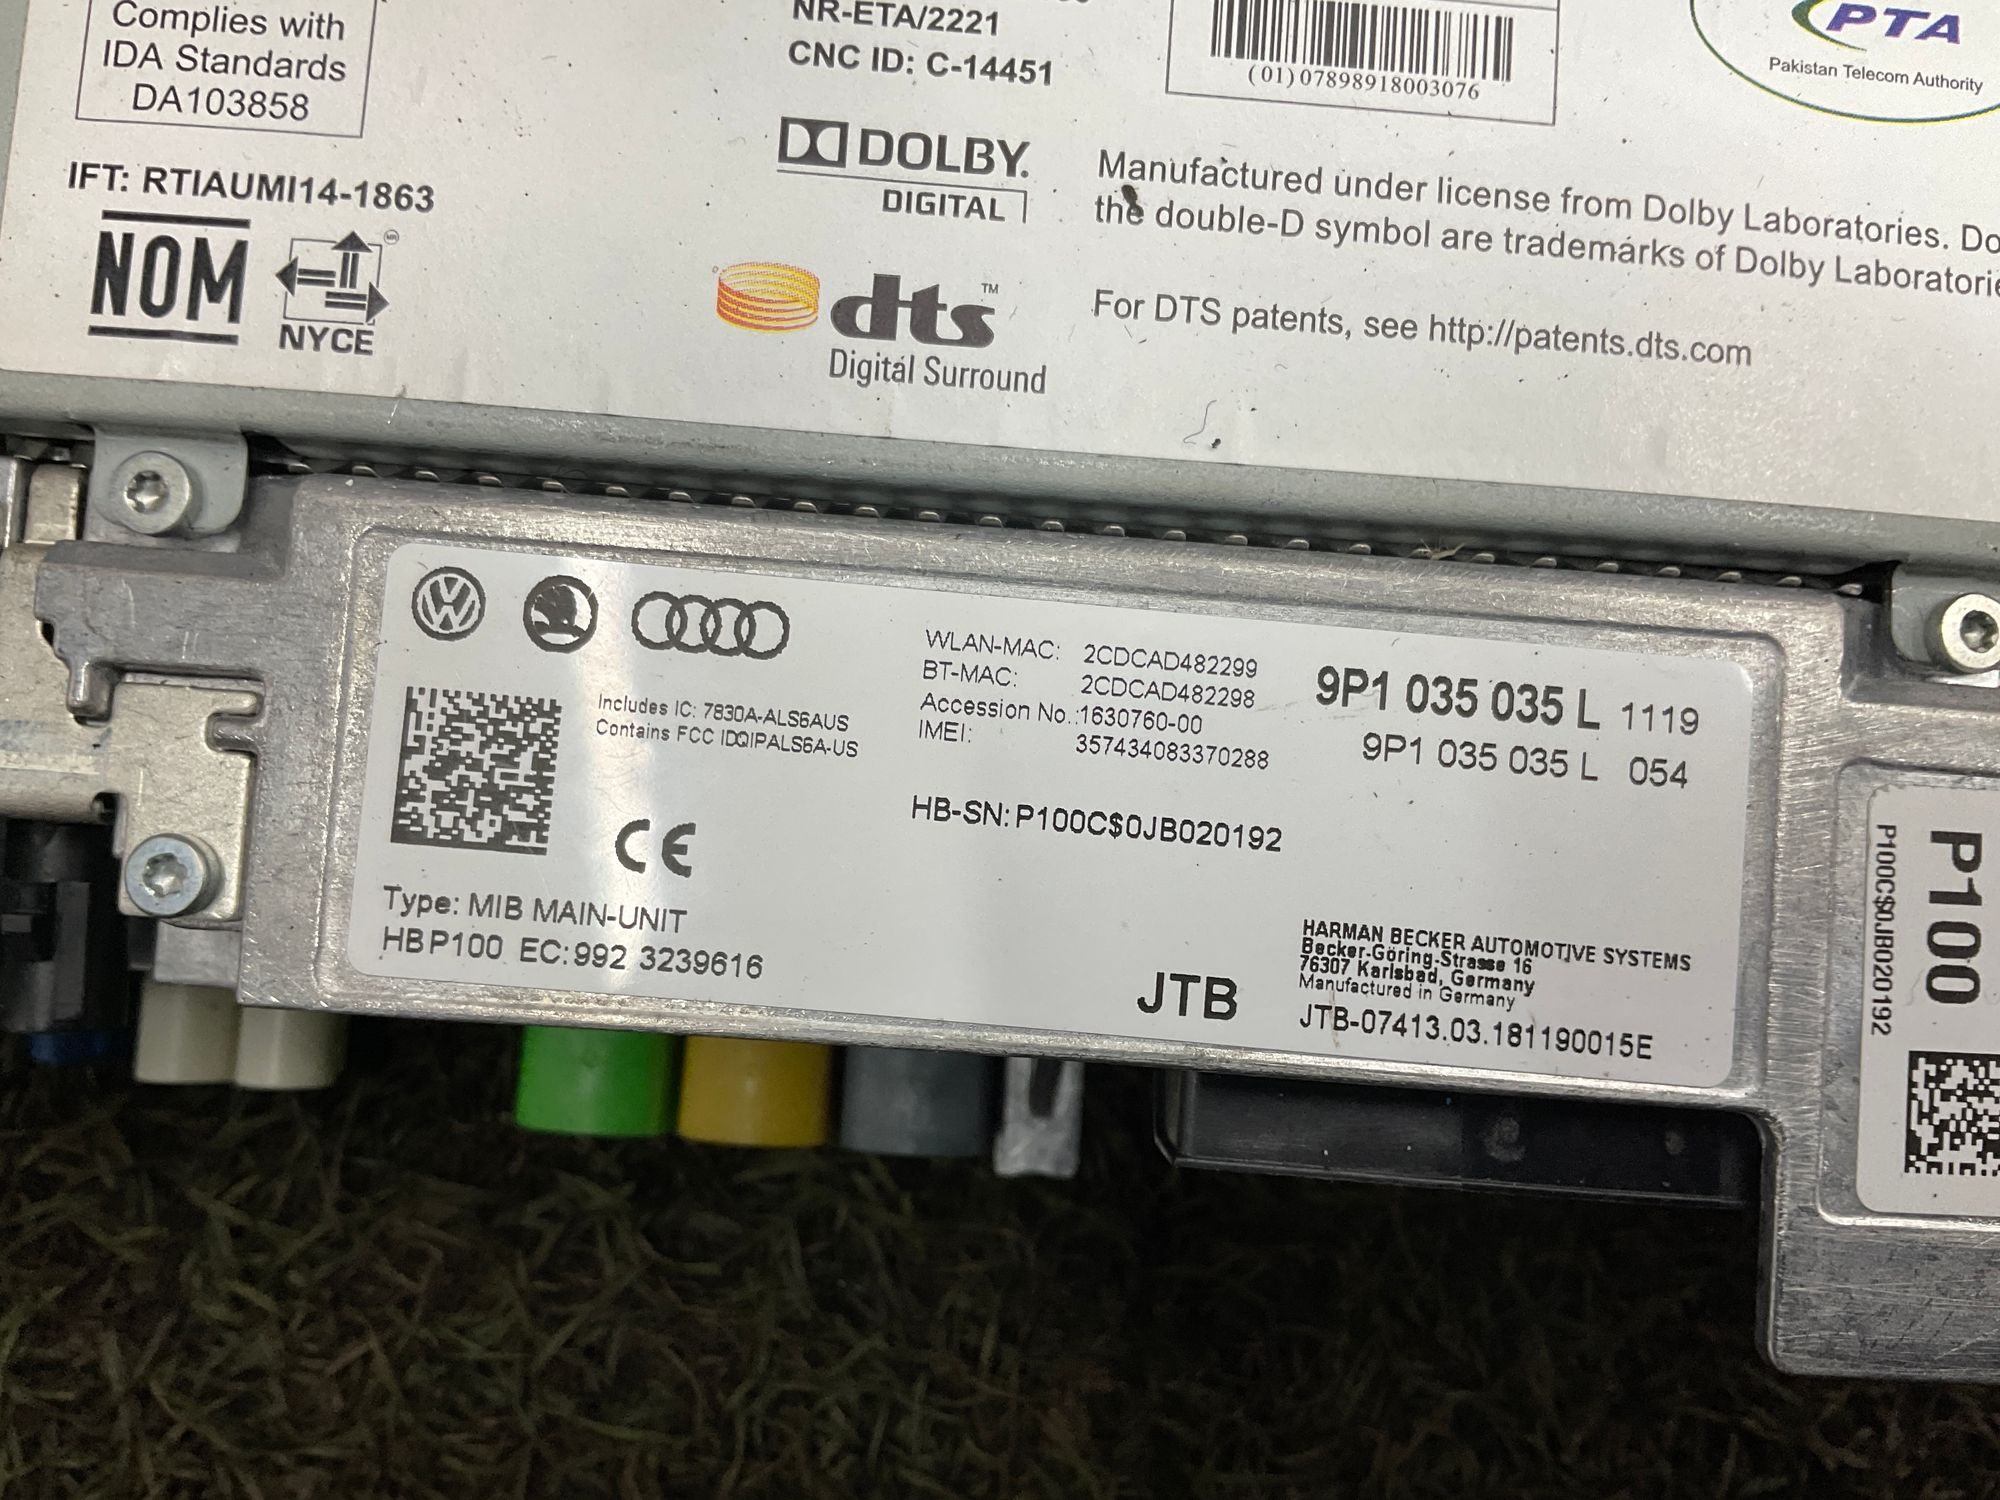 Complies with
IDA Standards
DA103858
NR-ETA/2221
CNC ID: C-14451
(01)07898918003076
PTA
Pakistan Telecom Authority
IFT: RTIAUMI14-1863
NOM
NYCE
DOLBY.
DIGITAL
Manufactured under license from Dolby Laboratories. Do
the double-D symbol are trademarks of Dolby Laboratorie
dts™
Digital Surround
For DTS patents, see http://patents.dts.com
Includes IC: 7830A-ALS6AUS
Contains FCC IDQIPALS6A-US
CE
Type: MIB MAIN-UNIT
HBP100 EC:992 3239616
WLAN-MAC: 2CDCAD482299
BT-MAC: 2CDCAD482298
Accession No.:1630760-00
IMEI: 357434083370288
HB-SN: P100C$0JB020192
9P1 035 035 L 1119
9P1 035 035 L 054
JTB
HARMAN BECKER AUTOMOTIVE SYSTEMS
Becker-Göring-Strasse 16
76307 Karlsbad, Germany
Manufactured in Germany
JTB-07413.03.181190015E
P100
P100C$0JB020192